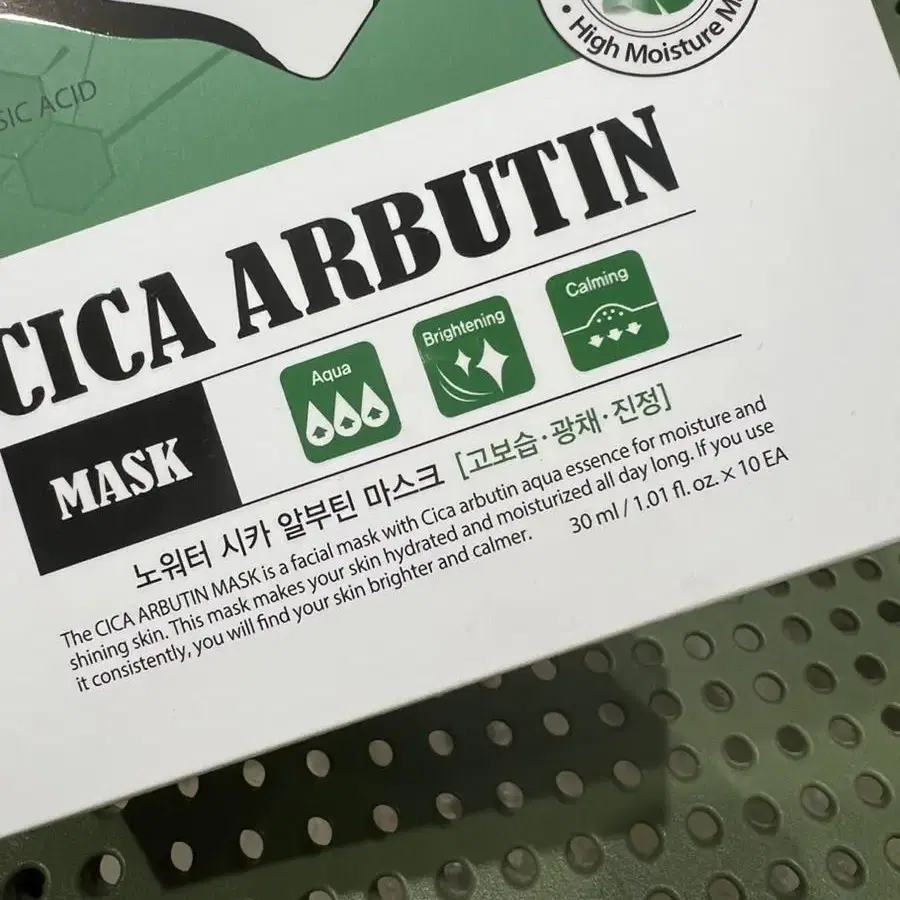 High Moisture
ACID
CICA ARBUTIN
Aqua
Brightening
Calming
MASK
노워터 시카 알부틴 마스크 [고보습·광채·진정]
The CICA ARBUTIN MASK is a facial mask with Cica arbutin aqua essence for moisture and
shining skin. This mask makes your skin hydrated and moisturized all day long. If you use
it consistently, you will find your skin brighter and calmer.
30 ml / 1.01 fl. oz. × 10 EA